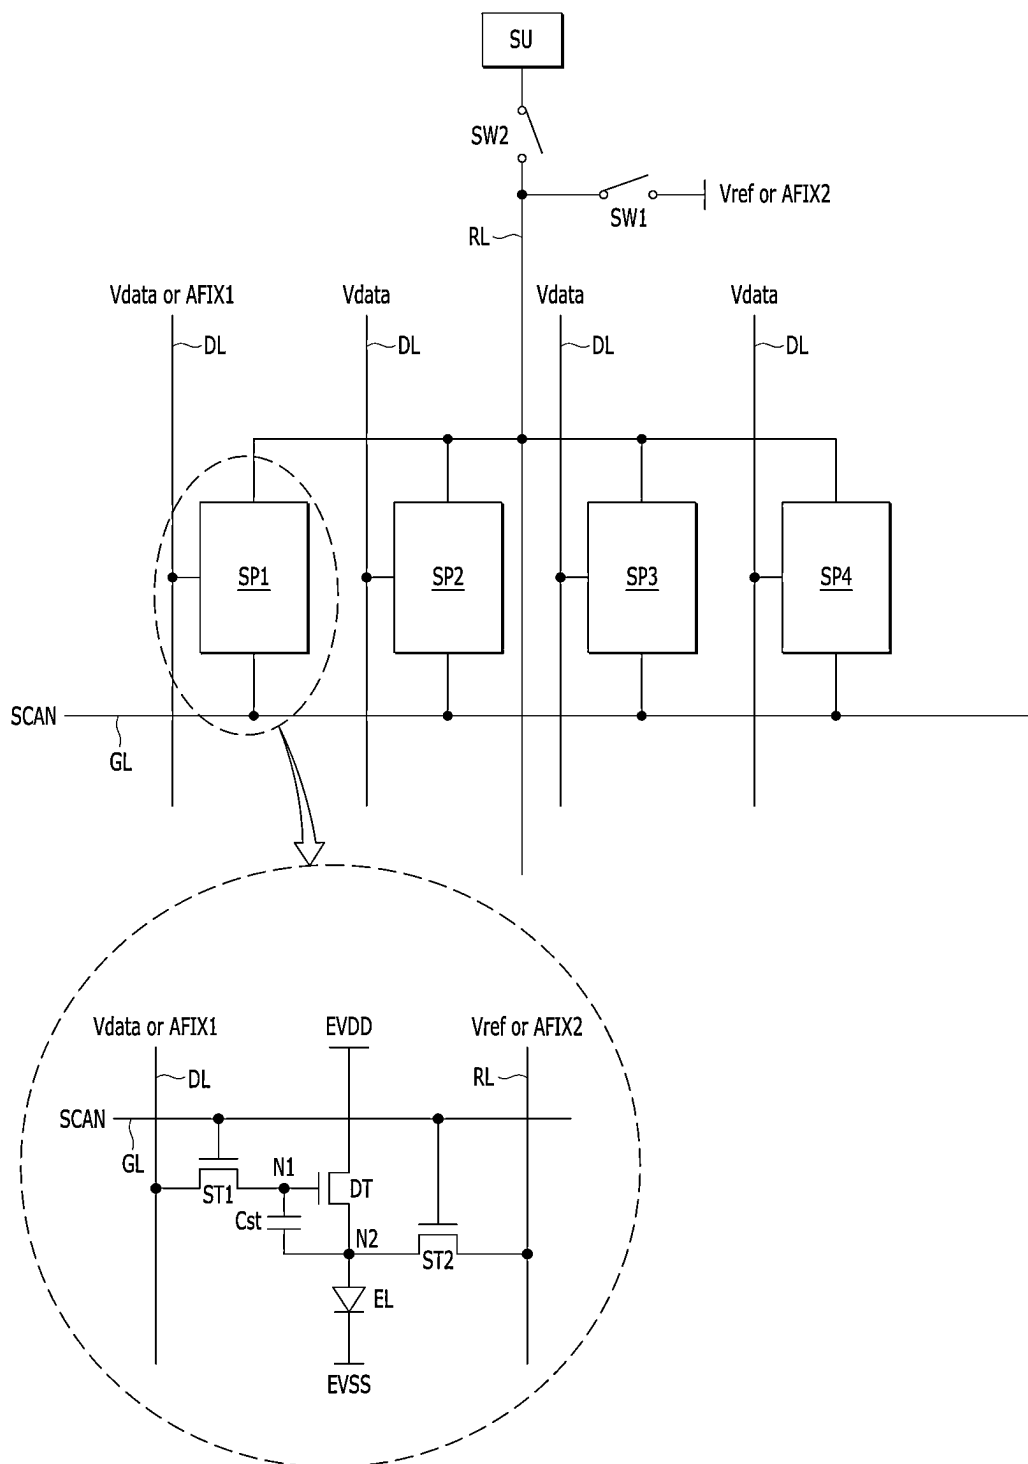 SU
SW2
Vref or AFIX2
SW1
RL
Vdata or AFIX1
Vdata
Vdata
Vdata
DL
DL
DL
DL
SP1
SP2
SP3
SP4
SCAN
GL
Vdata or AFIX1
EVDD
Vref or AFIX2
DL
RL
SCAN
GL
N1
ST1
DT
Cst
N2
ST2
EL
EVSS